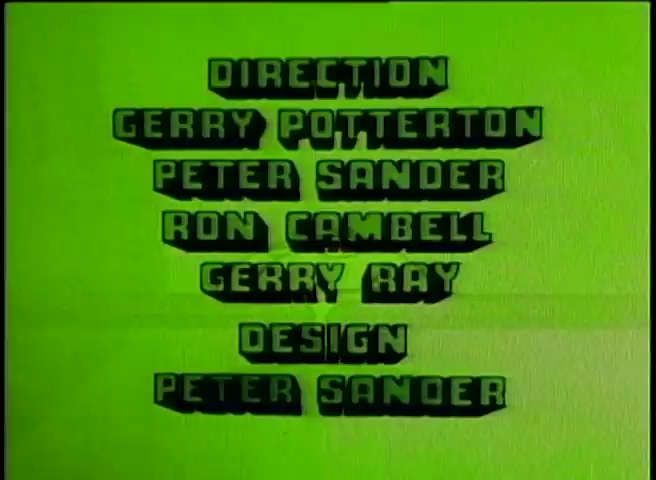 DIRECTION
GERRY POTTERTON
PETER SANDER
RON CAMBELL
GERRY RAY
DESIGN
PETER SANDER